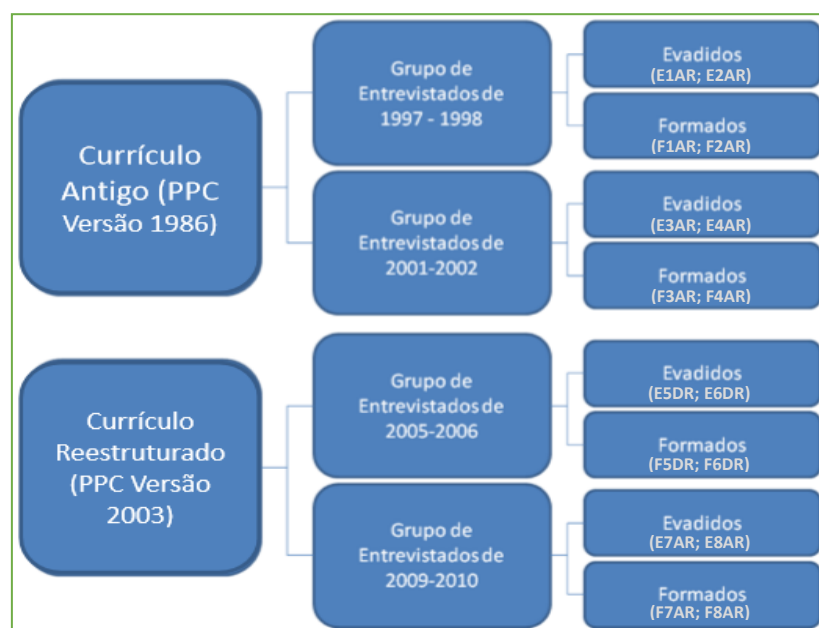 Currículo
Antigo (PPC
Versão 1986)
Grupo de
Entrevistados de
1997 - 1998
Evadidos
(E1AR; E2AR)
Formados
(F1AR; F2AR)
Grupo de
Entrevistados de
2001-2002
Evadidos
(E3AR; E4AR)
Formados
(F3AR; F4AR)
Currículo
Reestruturado
(PPC Versão
2003)
Grupo de
Entrevistados de
2005-2006
Evadidos
(E5DR; E6DR)
Formados
(F5DR; F6DR)
Grupo de
Entrevistados de
2009-2010
Evadidos
(E7AR; E8AR)
Formados
(F7AR; F8AR)